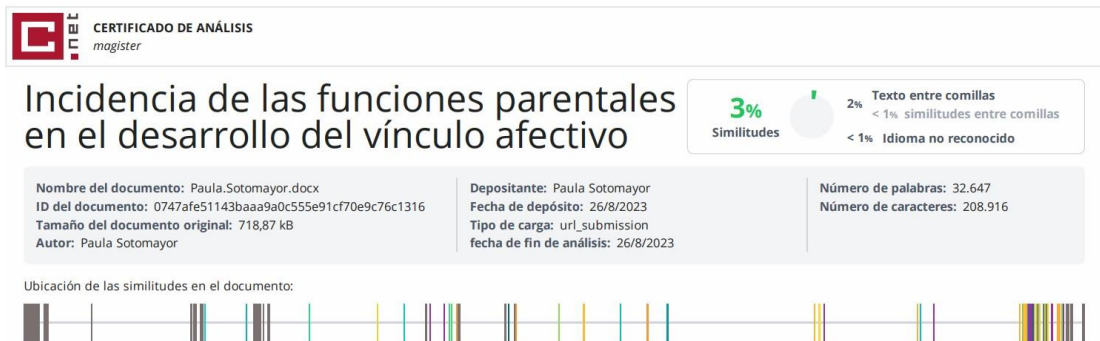 C
.net
CERTIFICADO DE ANÁLISIS
magister
Incidencia de las funciones parentales
en el desarrollo del vínculo afectivo
3%
Similitudes
2% Texto entre comillas
< 1% similitudes entre comillas
< 1% Idioma no reconocido
Nombre del documento: Paula.Sotomayor.docx
ID del documento: 0747afe51143baaa9a0c555e91cf70e9c76c1316
Tamaño del documento original: 718,87 kB
Autor: Paula Sotomayor
Depositante: Paula Sotomayor
Fecha de depósito: 26/8/2023
Tipo de carga: url_submission
fecha de fin de análisis: 26/8/2023
Número de palabras: 32.647
Número de caracteres: 208.916
Ubicación de las similitudes en el documento: